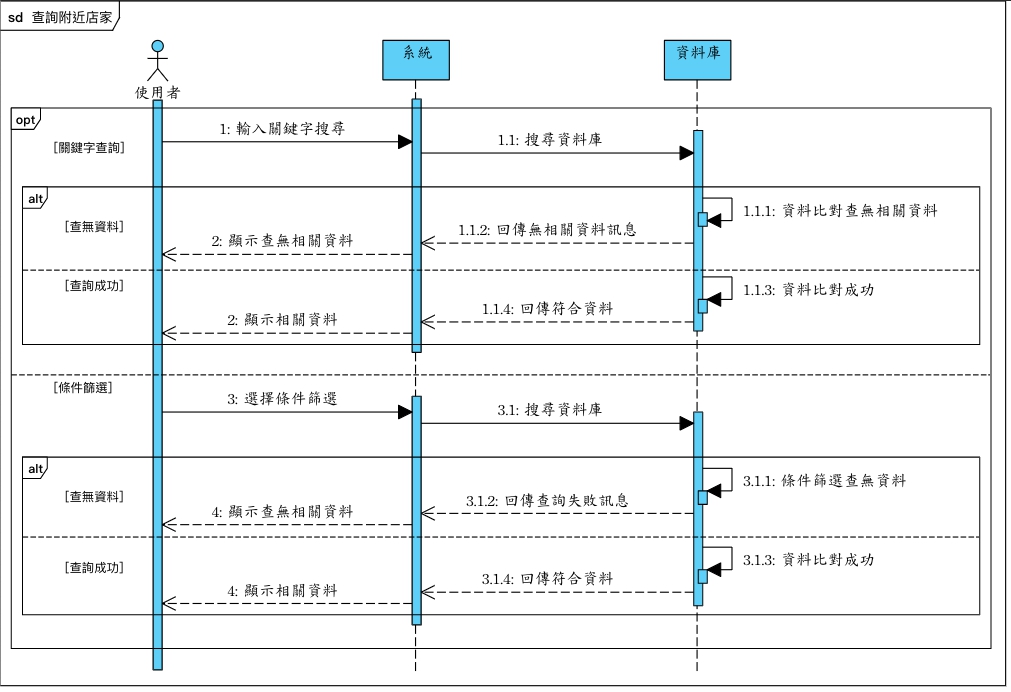 sd 查詢附近店家
使用者
系統
資料庫
opt
[關鍵字查詢]
1: 輸入關鍵字搜尋
1.1: 搜尋資料庫
alt
[查無資料]
1.1.1: 資料比對查無相關資料
1.1.2: 回傳無相關資料訊息
2: 顯示查無相關資料
[查詢成功]
1.1.3: 資料比對成功
1.1.4: 回傳符合資料
2: 顯示相關資料
[條件篩選]
3: 選擇條件篩選
3.1: 搜尋資料庫
alt
[查無資料]
3.1.1: 條件篩選查無資料
3.1.2: 回傳查詢失敗訊息
4: 顯示查無相關資料
[查詢成功]
3.1.3: 資料比對成功
3.1.4: 回傳符合資料
4: 顯示相關資料